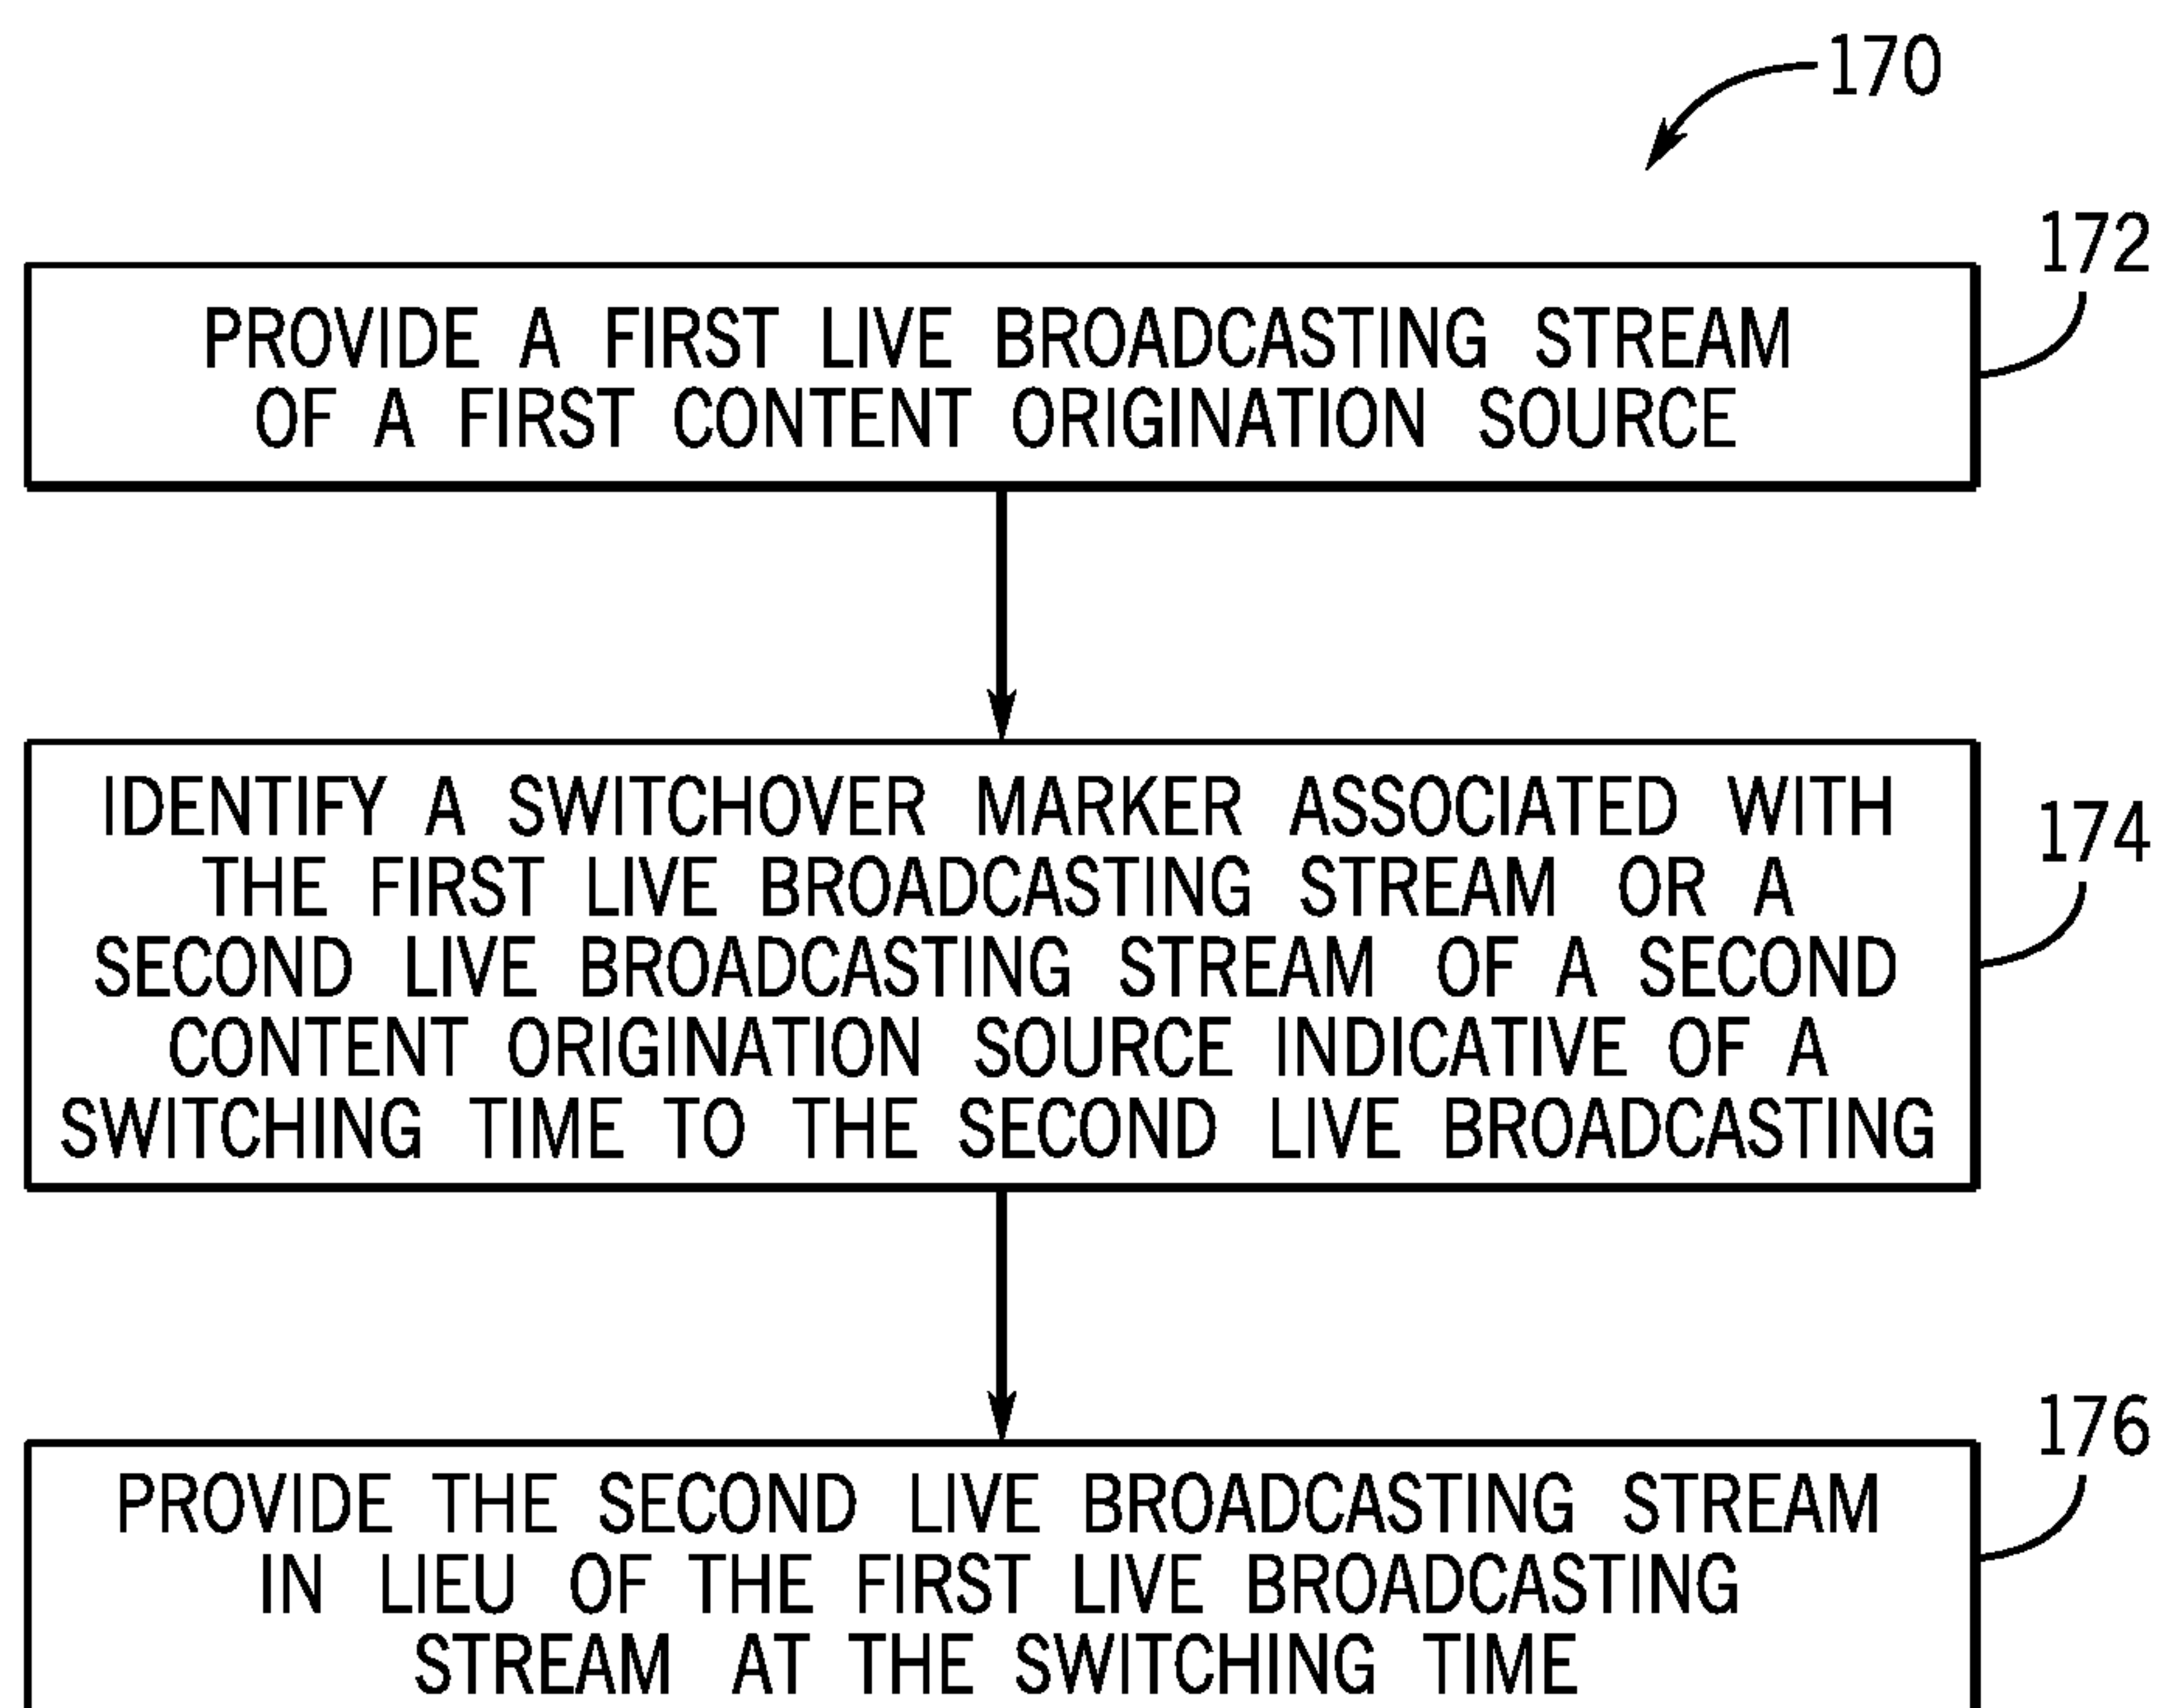 170
172
PROVIDE A FIRST LIVE BROADCASTING STREAM
OF A FIRST CONTENT ORIGINATION SOURCE
174
IDENTIFY A SWITCHOVER MARKER ASSOCIATED WITH
THE FIRST LIVE BROADCASTING STREAM OR A
SECOND LIVE BROADCASTING STREAM OF A SECOND
CONTENT ORIGINATION SOURCE INDICATIVE OF A
SWITCHING TIME TO THE SECOND LIVE BROADCASTING
176
PROVIDE THE SECOND LIVE BROADCASTING STREAM
IN LIEU OF THE FIRST LIVE BROADCASTING
STREAM AT THE SWITCHING TIME